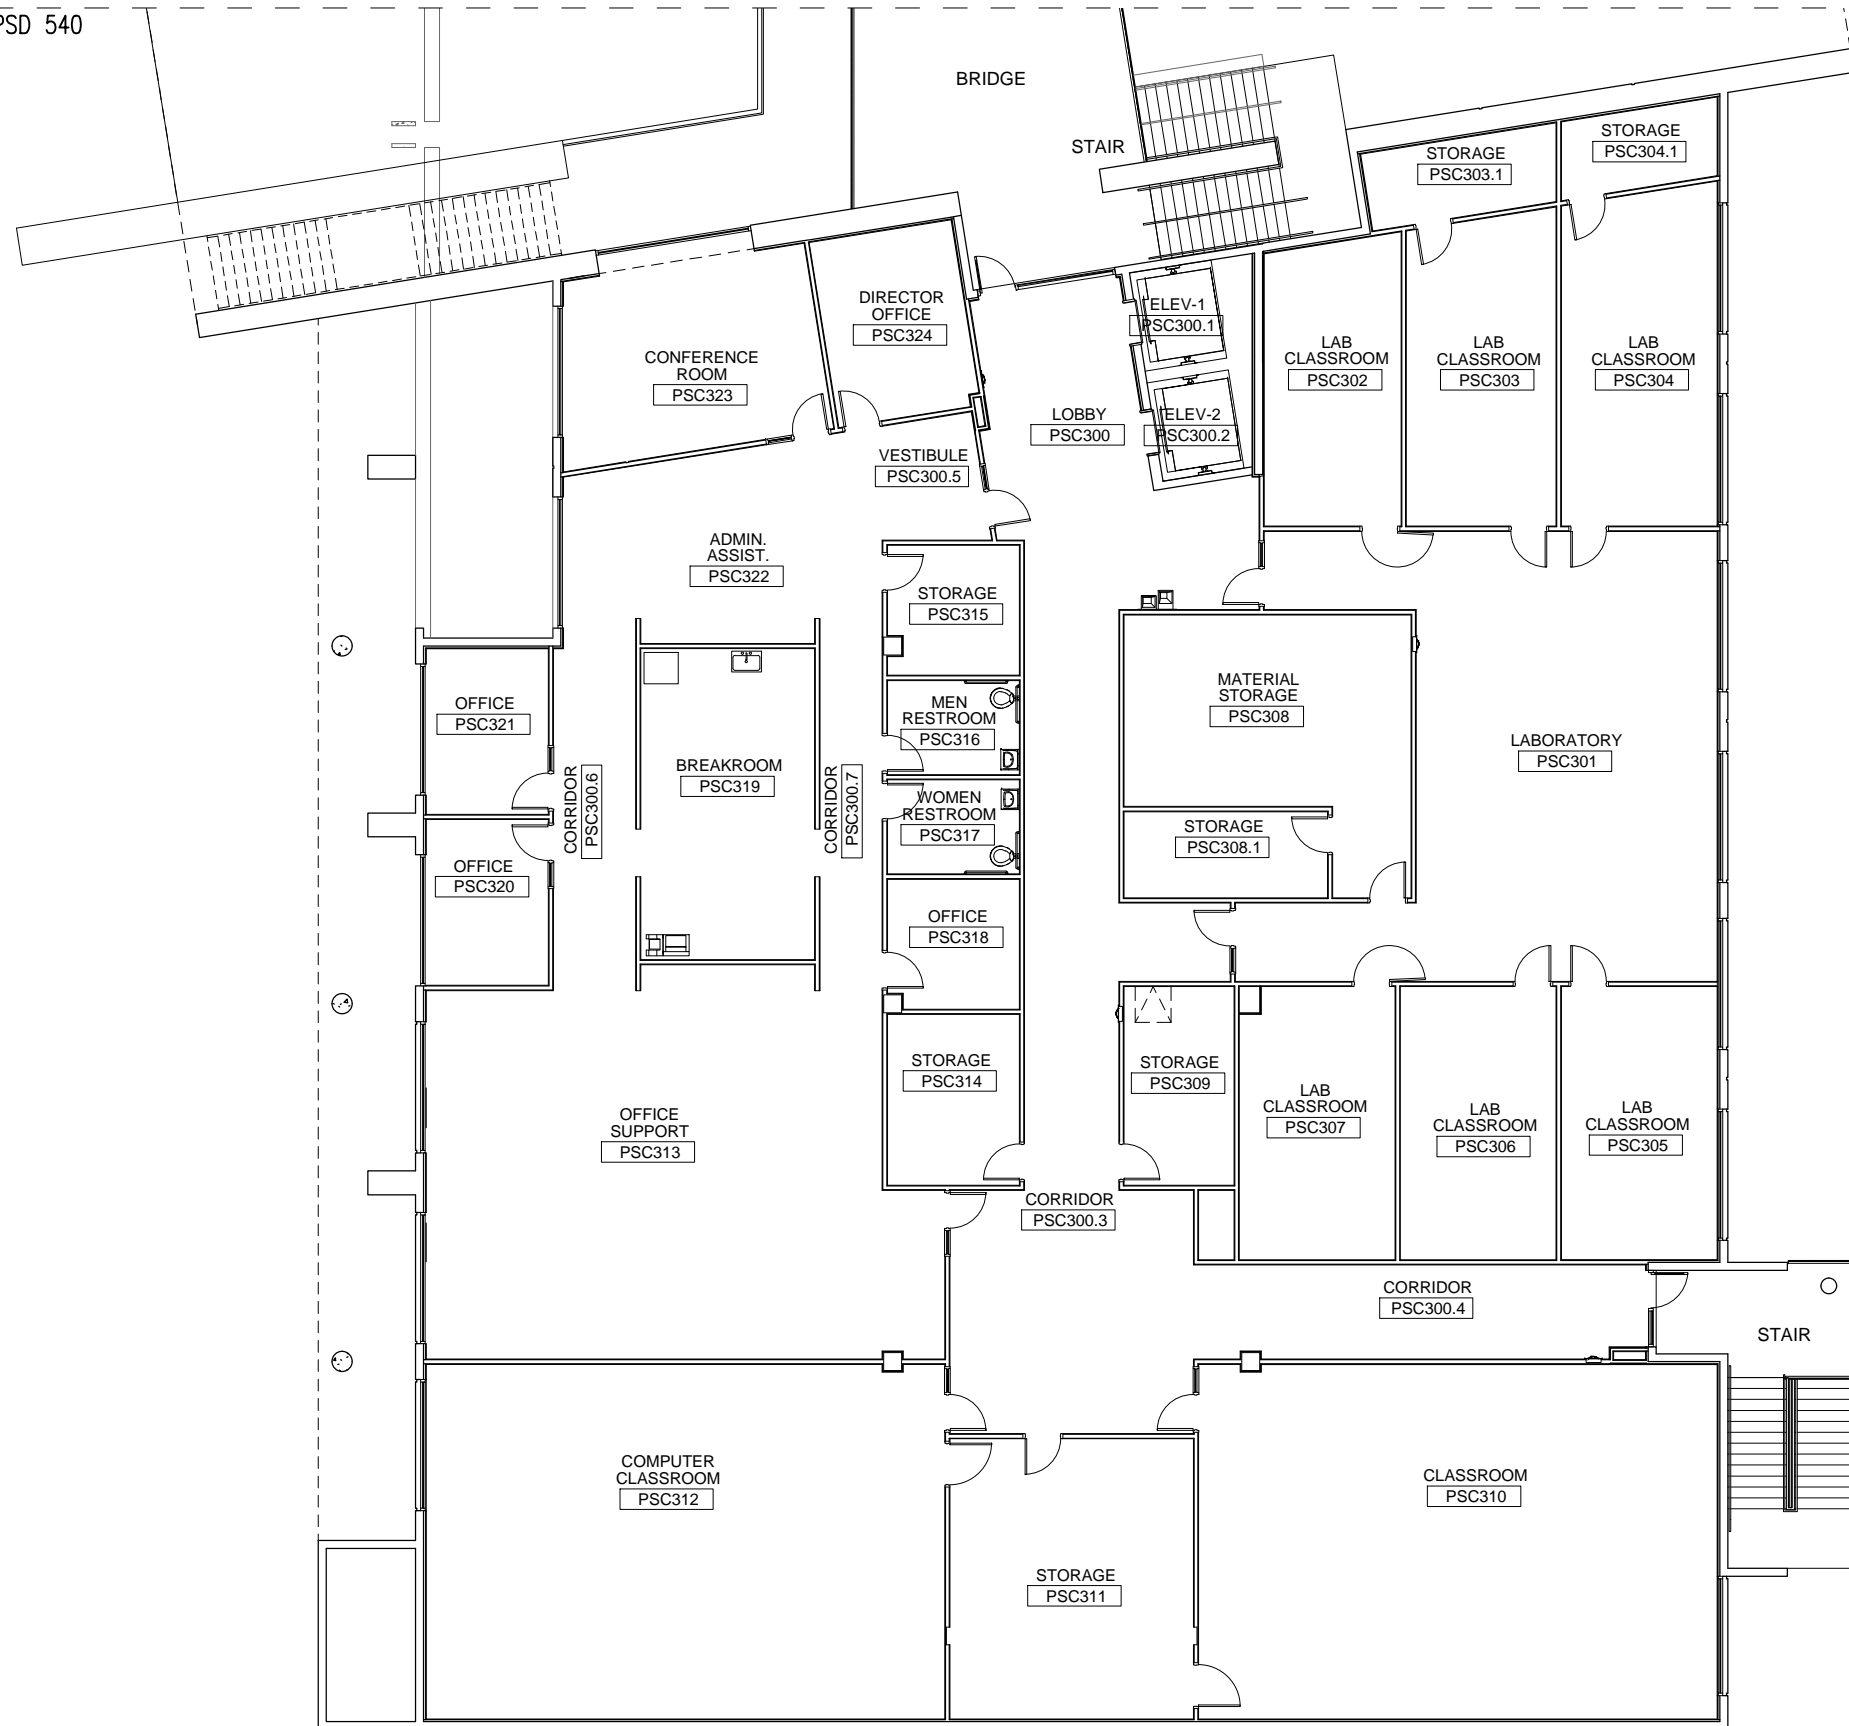 PSD 540
BRIDGE
STAIR
STORAGE
PSC304.1
STORAGE
PSC303.1
DIRECTOR
OFFICE
PSC324
ELEV-1
PSC300.1
CONFERENCE
ROOM
PSC323
LAB
CLASSROOM
PSC302
LAB
CLASSROOM
PSC303
LAB
CLASSROOM
PSC304
LOBBY
PSC300
ELEV-2
PSC300.2
VESTIBULE
PSC300.5
ADMIN.
ASSIST.
PSC322
STORAGE
PSC315
OFFICE
PSC321
MEN
RESTROOM
PSC316
MATERIAL
STORAGE
PSC308
LABORATORY
PSC301
CORRIDOR
PSC300.6
BREAKROOM
PSC319
CORRIDOR
PSC300.7
WOMEN
RESTROOM
PSC317
STORAGE
PSC308.1
OFFICE
PSC320
OFFICE
PSC318
STORAGE
PSC314
STORAGE
PSC309
OFFICE
SUPPORT
PSC313
LAB
CLASSROOM
PSC307
LAB
CLASSROOM
PSC306
LAB
CLASSROOM
PSC305
CORRIDOR
PSC300.3
CORRIDOR
PSC300.4
STAIR
COMPUTER
CLASSROOM
PSC312
CLASSROOM
PSC310
STORAGE
PSC311